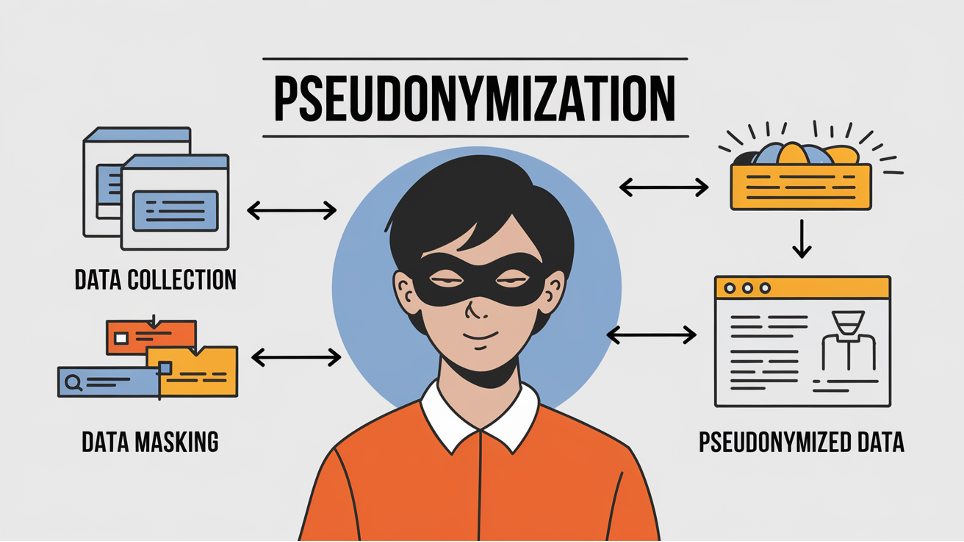 PSEUDONYMIZATION
DATA COLLECTION
DATA MASKING
PSEUDONYMIZED DATA